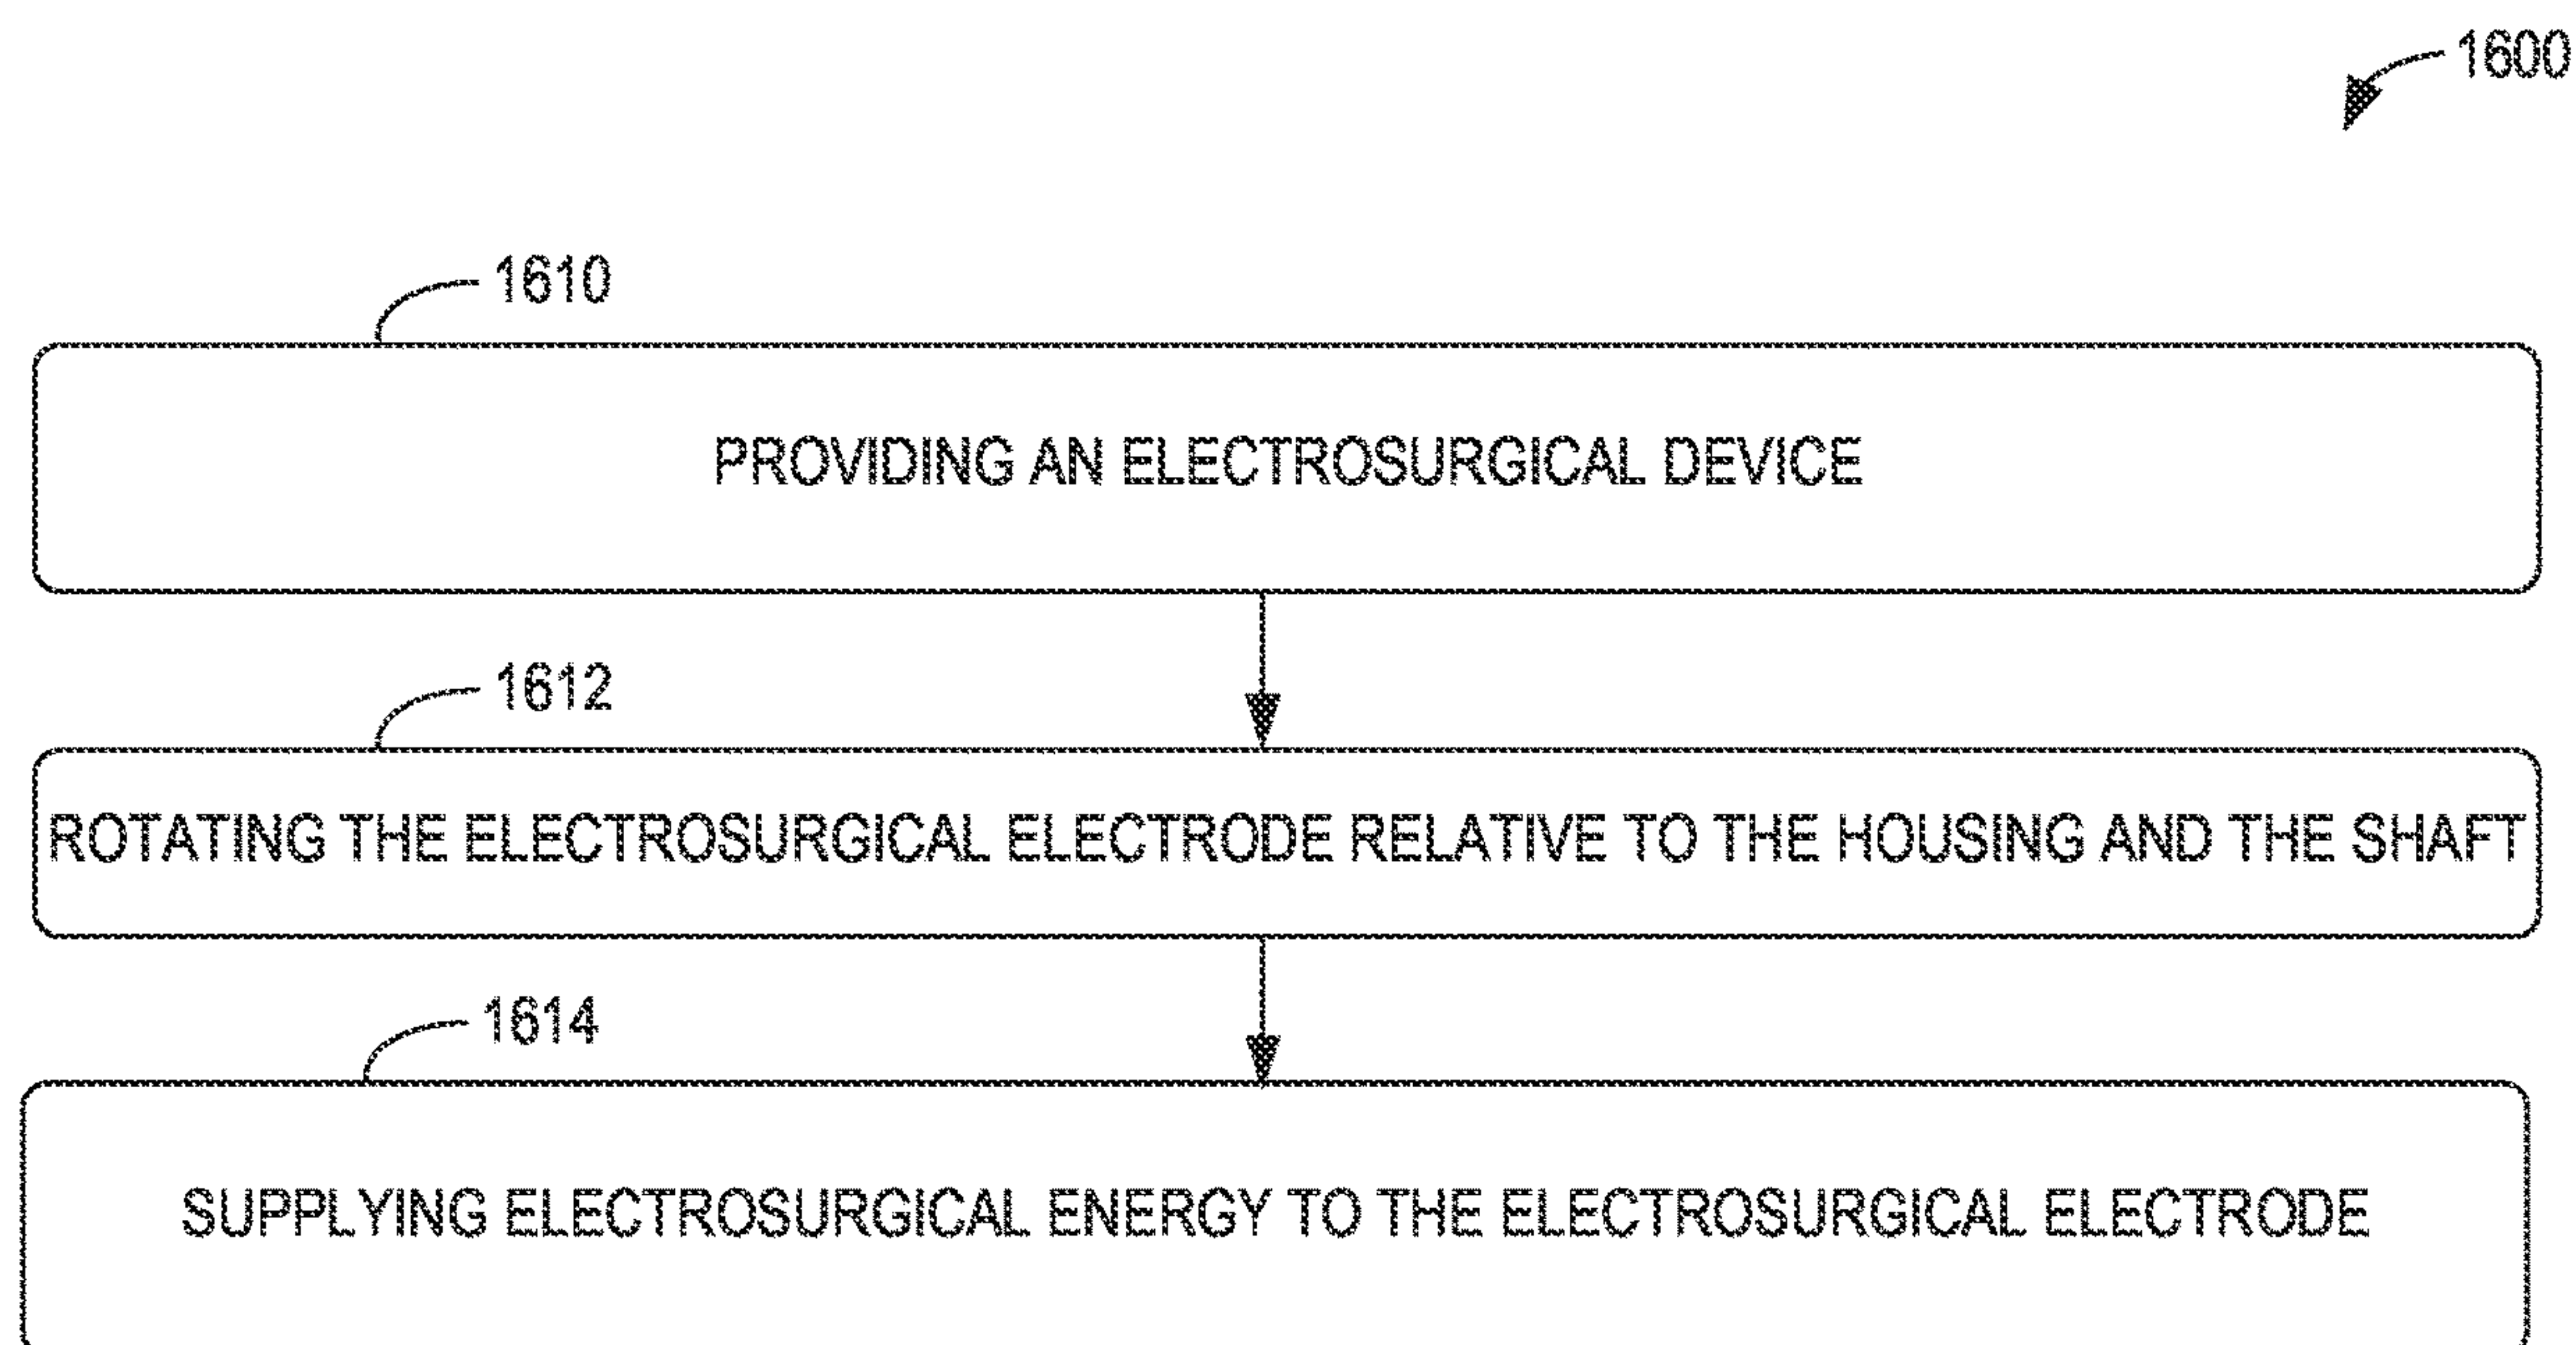 1600
1610
PROVIDING AN ELECTROSURGICAL DEVICE
1612
ROTATING THE ELECTROSURGICAL ELECTRODE RELATIVE TO THE HOUSING AND THE SHAFT
1614
SUPPLYING ELECTROSURGICAL ENERGY TO THE ELECTROSURGICAL ELECTRODE